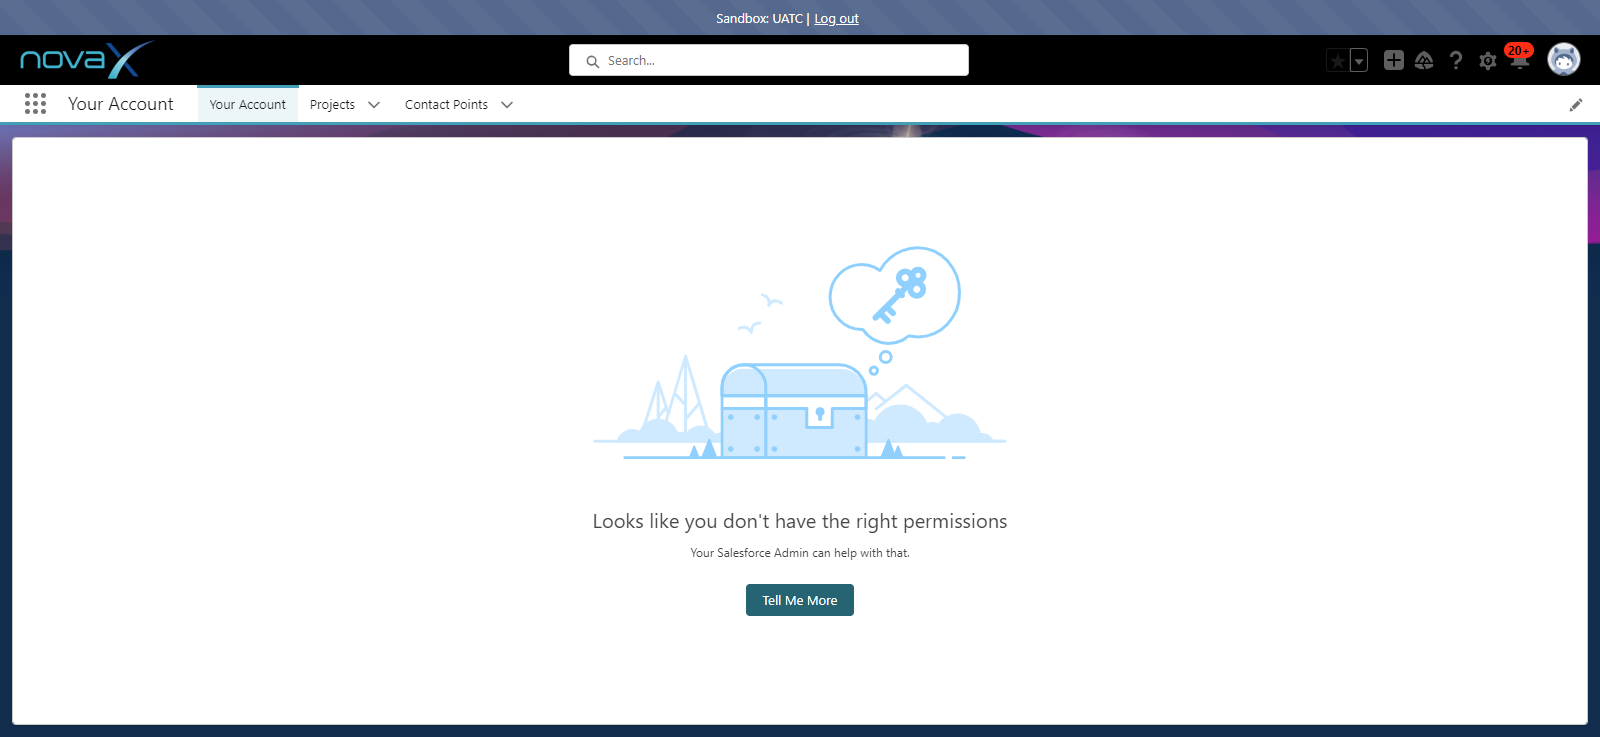 Sandbox: UATC | Log out
novaX
Search...
20+
Your Account
Your Account
Projects
Contact Points
Looks like you don't have the right permissions
Your Salesforce Admin can help with that.
Tell Me More